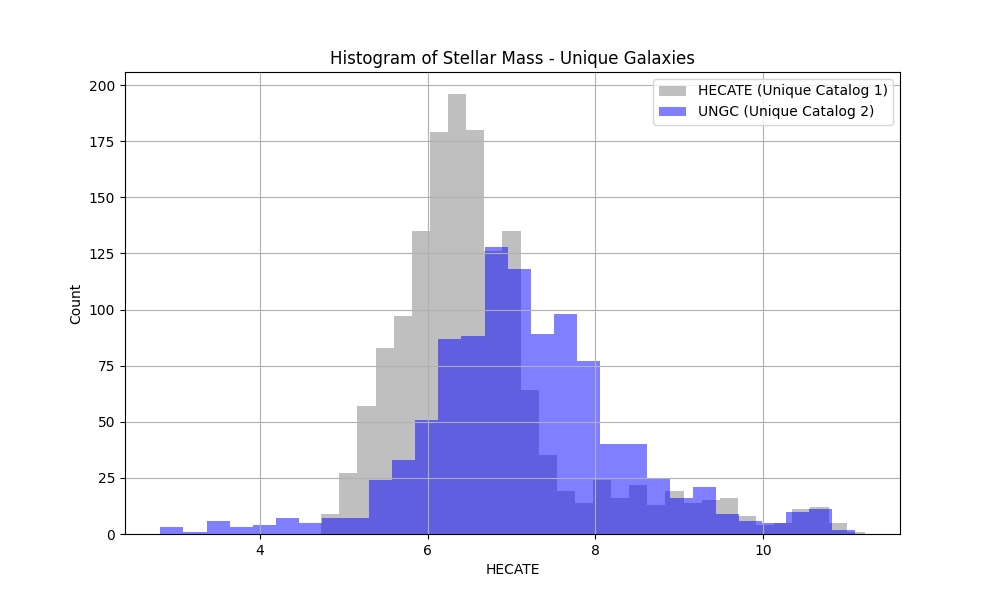 Histogram of Stellar Mass - Unique Galaxies
HECATE (Unique Catalog 1)
UNGC (Unique Catalog 2)
200
175
150
125
100
75
50
25
0
Count
4 6 8 10
HECATE